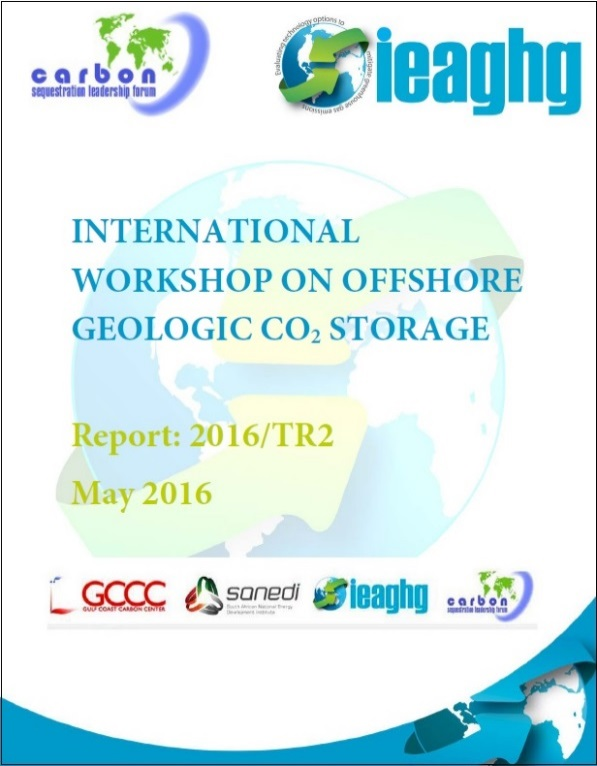 carbon
sequestration leadership forum
Evaluating technology options to mitigate greenhouse gas emissions
ieaghg
INTERNATIONAL
WORKSHOP ON OFFSHORE
GEOLOGIC CO₂ STORAGE
Report: 2016/TR2
May 2016
GCCC
GULF COAST CARBON CENTER
sanedi
South African National Energy
Development Institute
ieaghg
carbon
sequestration leadership forum